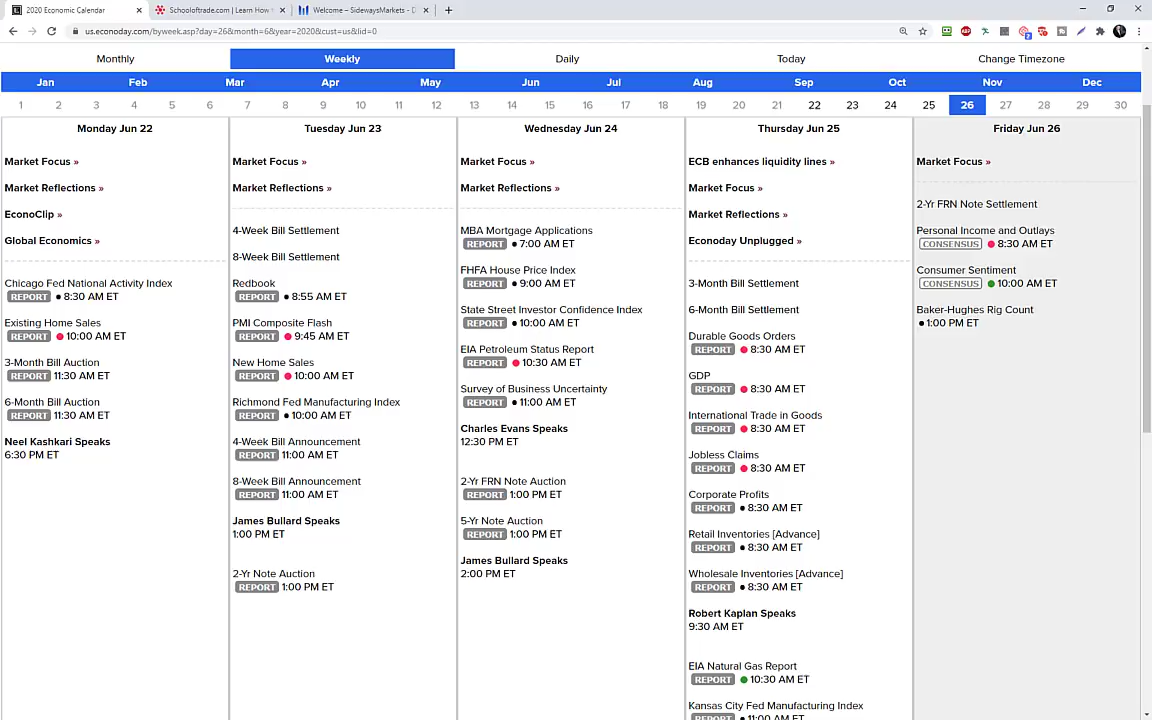 2020 Economic Calendar
Schooloftrade.com | Learn How
Welcome – SidewaysMarkets - D
us.econoday.com/byweek.asp?day=26&month=6&year=2020&cust=us&lid=0
Monthly
Weekly
Daily
Today
Change Timezone
Jan Feb Mar Apr May Jun Jul Aug Sep Oct Nov Dec
1 2 3 4 5 6 7 8 9 10 11 12 13 14 15 16 17 18 19 20 21 22 23 24 25 26 27 28 29 30
Monday Jun 22
Market Focus »
Market Reflections »
EconoClip »
Global Economics »
Chicago Fed National Activity Index
REPORT 8:30 AM ET
Existing Home Sales
REPORT 10:00 AM ET
3-Month Bill Auction
REPORT 11:30 AM ET
6-Month Bill Auction
REPORT 11:30 AM ET
Neel Kashkari Speaks
6:30 PM ET
Tuesday Jun 23
Market Focus »
Market Reflections »
4-Week Bill Settlement
8-Week Bill Settlement
Redbook
REPORT 8:55 AM ET
PMI Composite Flash
REPORT 9:45 AM ET
New Home Sales
REPORT 10:00 AM ET
Richmond Fed Manufacturing Index
REPORT 10:00 AM ET
4-Week Bill Announcement
REPORT 11:00 AM ET
8-Week Bill Announcement
REPORT 11:00 AM ET
James Bullard Speaks
1:00 PM ET
2-Yr Note Auction
REPORT 1:00 PM ET
Wednesday Jun 24
Market Focus »
Market Reflections »
MBA Mortgage Applications
REPORT 7:00 AM ET
FHFA House Price Index
REPORT 9:00 AM ET
State Street Investor Confidence Index
REPORT 10:00 AM ET
EIA Petroleum Status Report
REPORT 10:30 AM ET
Survey of Business Uncertainty
REPORT 11:00 AM ET
Charles Evans Speaks
12:30 PM ET
2-Yr FRN Note Auction
REPORT 1:00 PM ET
5-Yr Note Auction
REPORT 1:00 PM ET
James Bullard Speaks
2:00 PM ET
Thursday Jun 25
ECB enhances liquidity lines »
Market Focus »
Market Reflections »
Econoday Unplugged »
3-Month Bill Settlement
6-Month Bill Settlement
Durable Goods Orders
REPORT 8:30 AM ET
GDP
REPORT 8:30 AM ET
International Trade in Goods
REPORT 8:30 AM ET
Jobless Claims
REPORT 8:30 AM ET
Corporate Profits
REPORT 8:30 AM ET
Retail Inventories [Advance]
REPORT 8:30 AM ET
Wholesale Inventories [Advance]
REPORT 8:30 AM ET
Robert Kaplan Speaks
9:30 AM ET
EIA Natural Gas Report
REPORT 10:30 AM ET
Kansas City Fed Manufacturing Index
REPORT 11:00 AM ET
Friday Jun 26
Market Focus »
2-Yr FRN Note Settlement
Personal Income and Outlays
CONSENSUS 8:30 AM ET
Consumer Sentiment
CONSENSUS 10:00 AM ET
Baker-Hughes Rig Count
1:00 PM ET